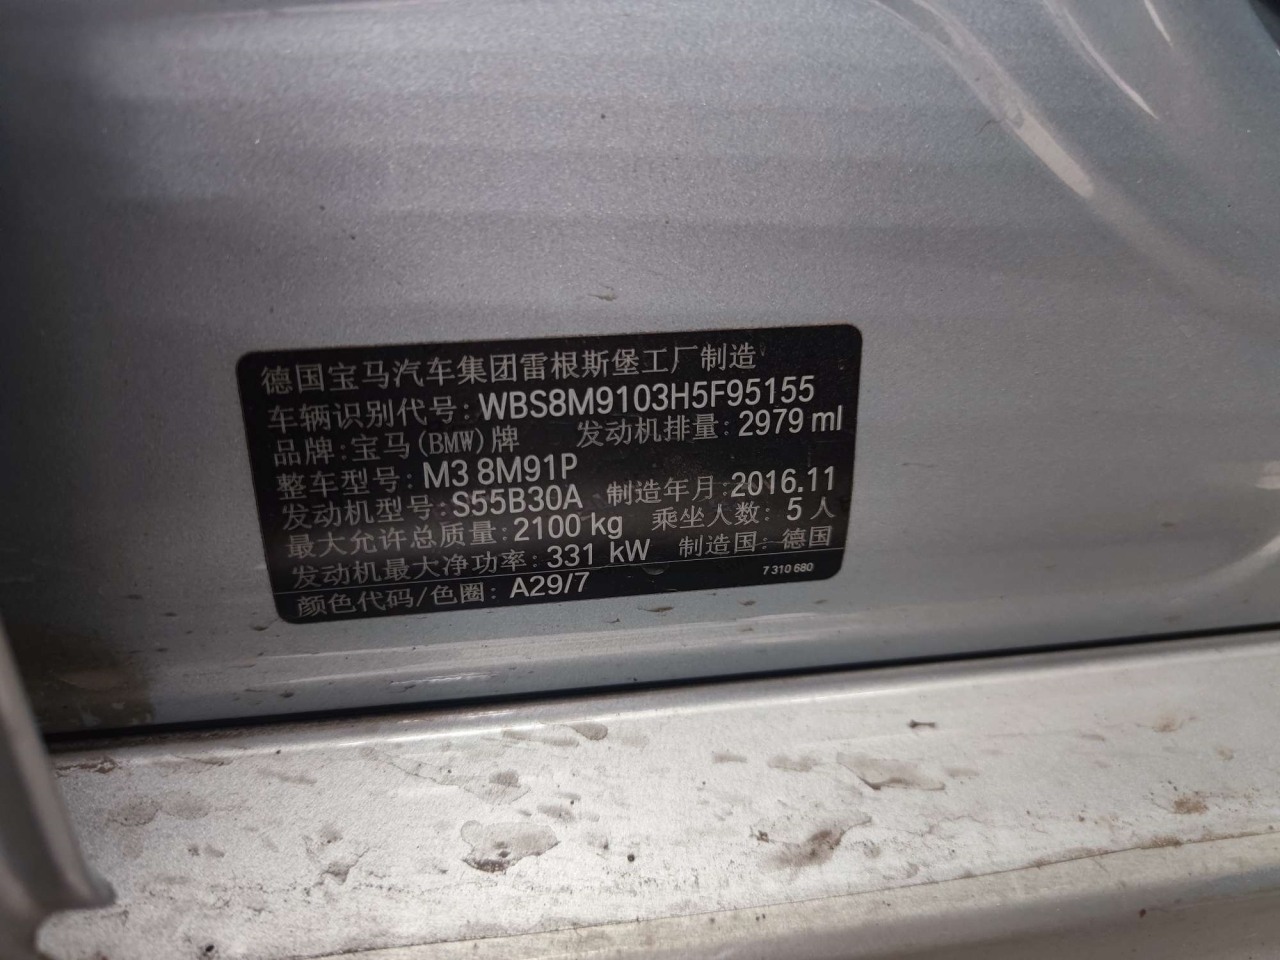 德国宝马汽车集团雷根斯堡工厂制造
车辆识别代号: WBS8M9103H5F95155
品牌:宝马(BMW)牌 发动机排量: 2979 ml
整车型号: M3 8M91P
发动机型号: S55B30A 制造年月:2016.11
最大允许总质量:2100 kg 乘坐人数: 5人
发动机最大净功率: 331 kW 制造国: 德国
颜色代码/色圈: A29/7 7 310 680